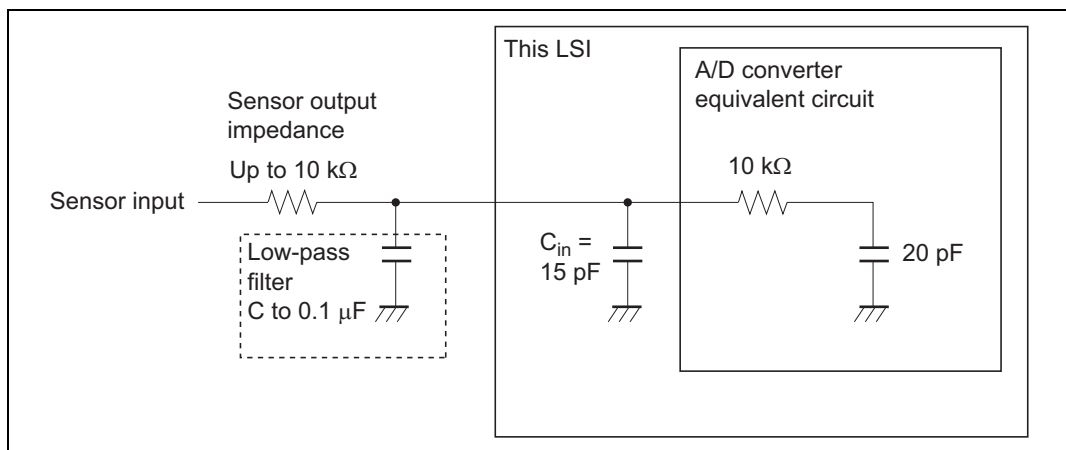 This LSI
A/D converter
equivalent circuit
Sensor output
impedance
Up to 10 kΩ
10 kΩ
Sensor input
Low-pass
filter
C to 0.1 μF
Cin =
15 pF
20 pF